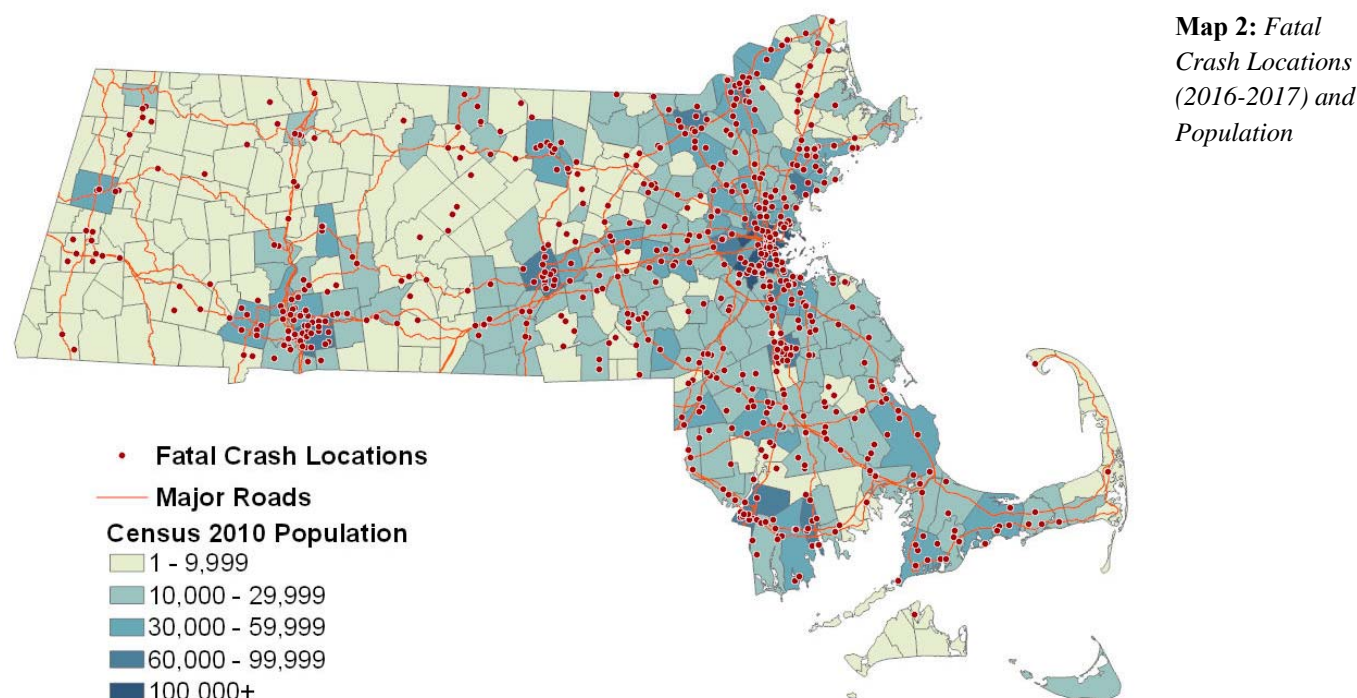 Map 2: Fatal
Crash Locations
(2016-2017) and
Population
Fatal Crash Locations
Major Roads
Census 2010 Population
1 - 9,999
10,000 - 29,999
30,000 - 59,999
60,000 - 99,999
100,000+